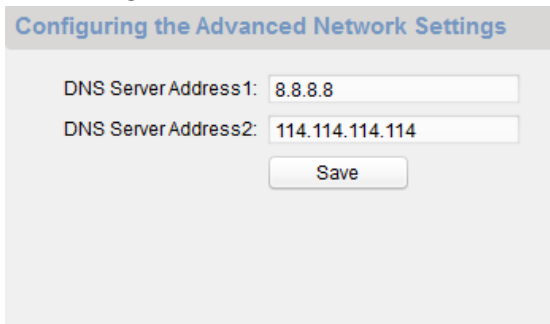 Configuring the Advanced Network Settings
DNS Server Address1: 8.8.8.8
DNS Server Address2: 114.114.114.114
Save